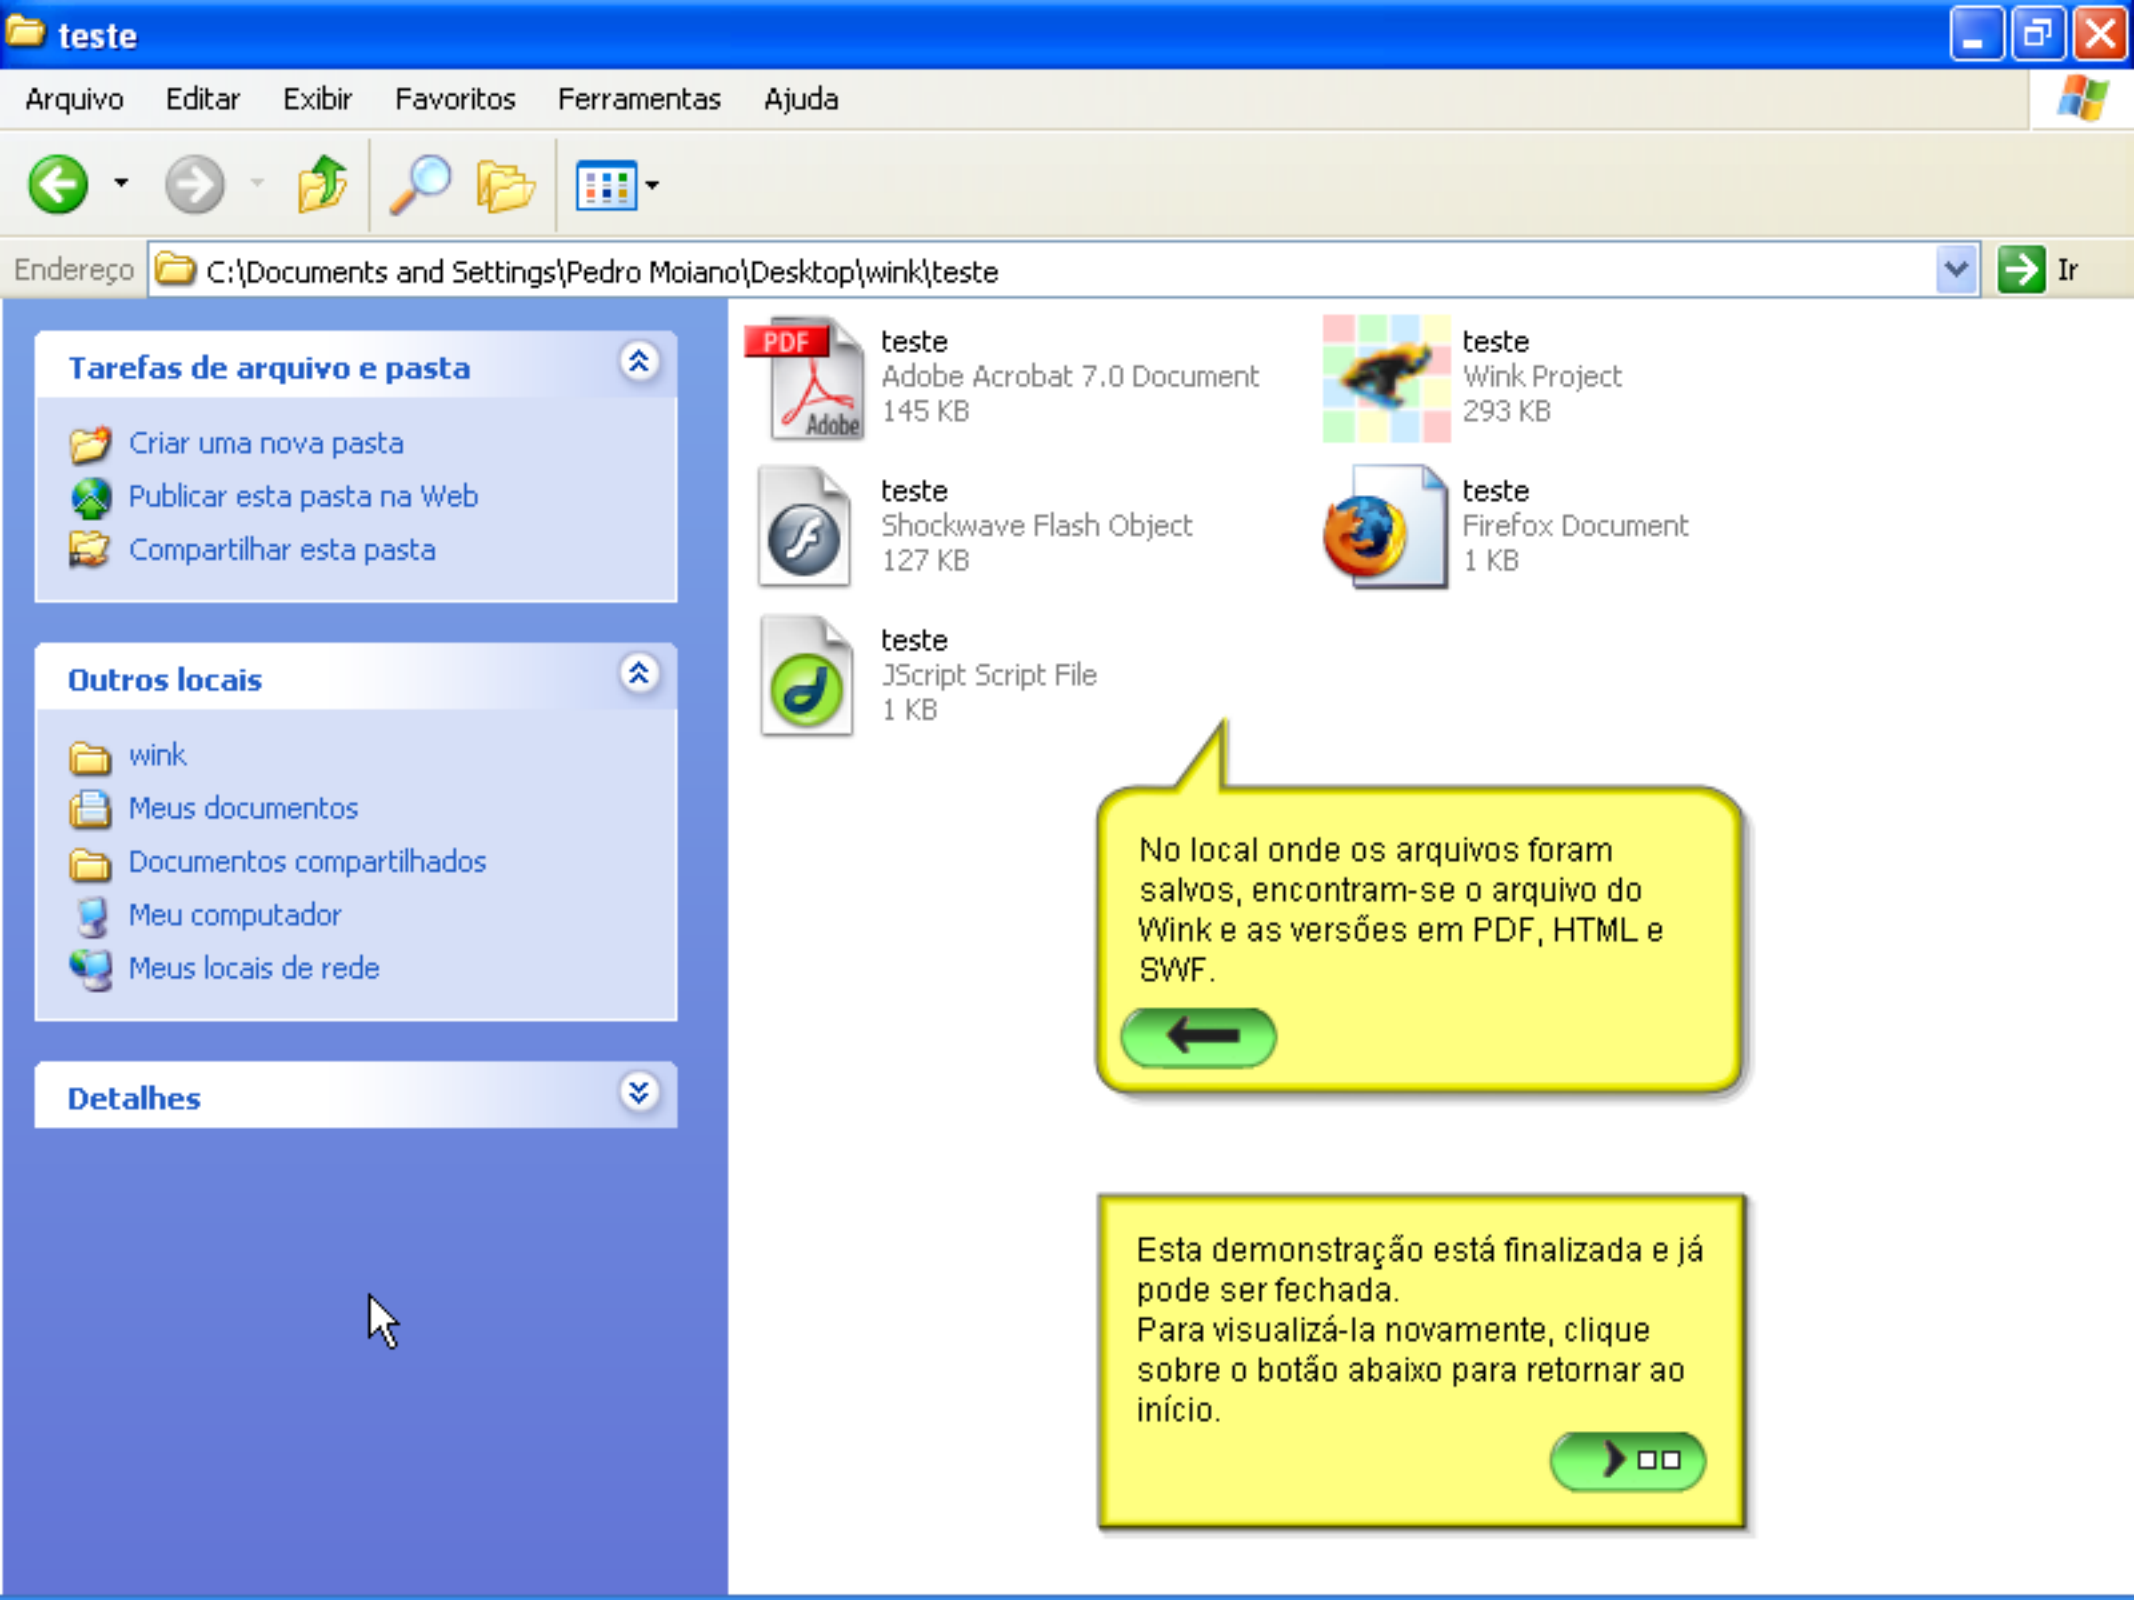 teste
Arquivo Editar Exibir Favoritos Ferramentas Ajuda
Endereço C:\Documents and Settings\Pedro Moiano\Desktop\wink\teste Ir
Tarefas de arquivo e pasta
Criar uma nova pasta
Publicar esta pasta na Web
Compartilhar esta pasta
Outros locais
wink
Meus documentos
Documentos compartilhados
Meu computador
Meus locais de rede
Detalhes
PDF
Adobe
teste
Adobe Acrobat 7.0 Document
145 KB
teste
Wink Project
293 KB
teste
Shockwave Flash Object
127 KB
teste
Firefox Document
1 KB
teste
JScript Script File
1 KB
No local onde os arquivos foram
salvos, encontram-se o arquivo do
Wink e as versões em PDF, HTML e
SWF.
Esta demonstração está finalizada e já
pode ser fechada.
Para visualizá-la novamente, clique
sobre o botão abaixo para retornar ao
início.